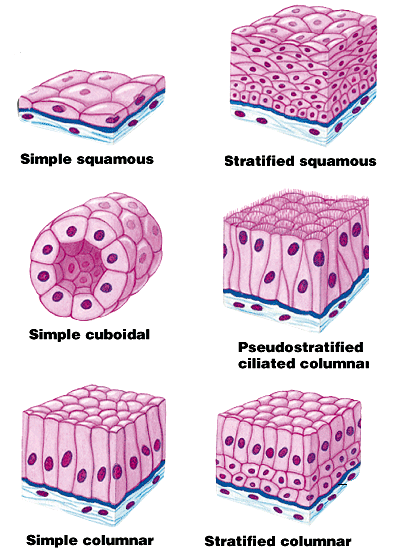 Simple squamous
Stratified squamous
Simple cuboidal
Pseudostratified
ciliated columnar
Simple columnar
Stratified columnar